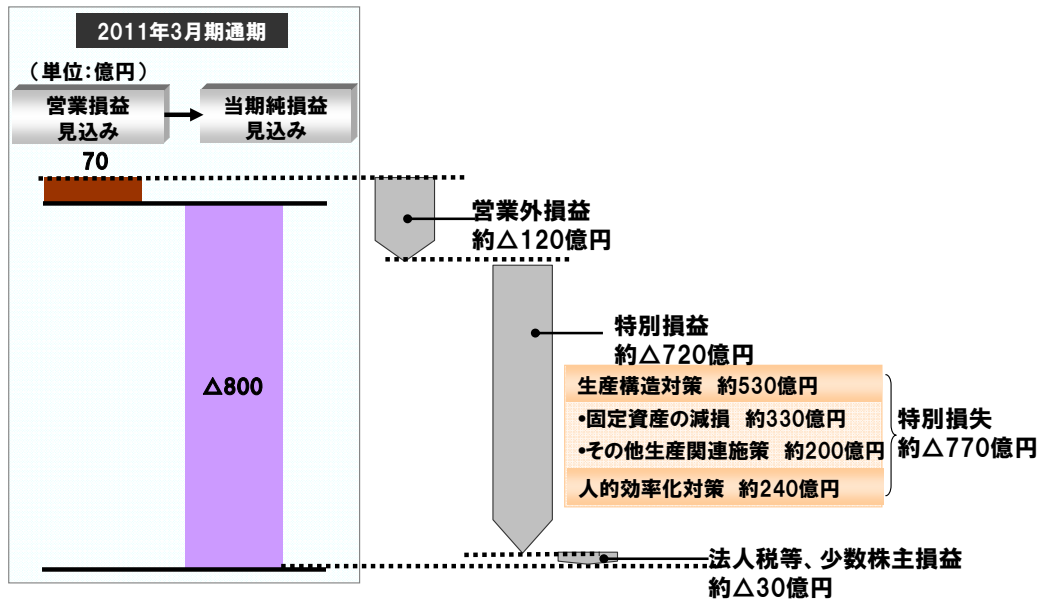 2011年3月期通期
（単位：億円）
営業損益
見込み
当期純損益
見込み
70
△800
営業外損益
約△120億円
特別損益
約△720億円
生産構造対策 約530億円
•固定資産の減損 約330億円
•その他生産関連施策 約200億円
人的効率化対策 約240億円
特別損失
約△770億円
法人税等、少数株主損益
約△30億円